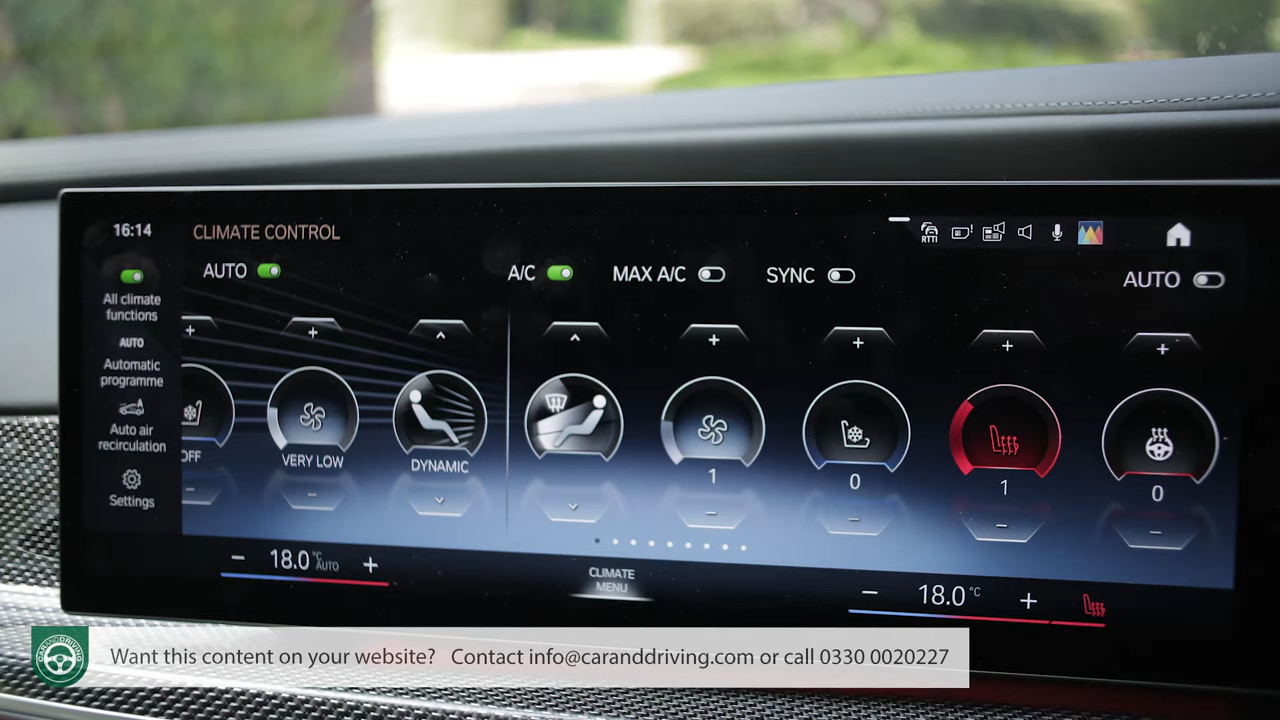 16:14
CLIMATE CONTROL
RTTI
All climate
functions
AUTO
A/C
MAX A/C
SYNC
AUTO
AUTO
Automatic
programme
Auto air
recirculation
Settings
OFF
VERY LOW
DYNAMIC
1
0
1
0
18.0 °C AUTO
CLIMATE
MENU
18.0 °C
CARANDDRIVING
Want this content on your website? Contact info@caranddriving.com or call 0330 0020227